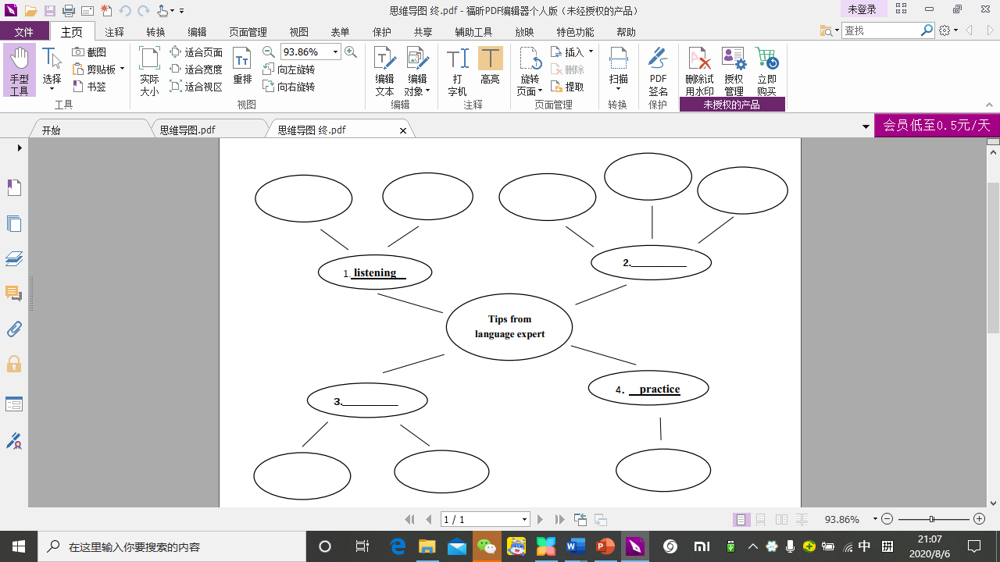 思维导图 终.pdf - 福昕PDF编辑器个人版（未授权的产品）
未登录
文件
主页
注释
转换
编辑
页面管理
视图
表单
保护
共享
辅助工具
放映
特色功能
帮助
查找
手型
工具
选择
截图
剪贴板
书签
工具
实际
大小
适合页面
适合页宽
适合视区
重排
93.86%
向左旋转
向右旋转
视图
编辑
文本
编辑
对象
编辑
打
字机
高亮
注释
旋转
页面
插入
删除
提取
页面管理
扫描
转换
PDF
签名
保护
删除试
用水印
授权
管理
立即
购买
未授权的产品
开始
思维导图.pdf
思维导图 终.pdf
会员低至0.5元/天
1. listening
2.__________
Tips from
language expert
3.__________
4. practice
1 / 1
93.86%
在这里输入你要搜索的内容
中
拼
21:07
2020/8/6